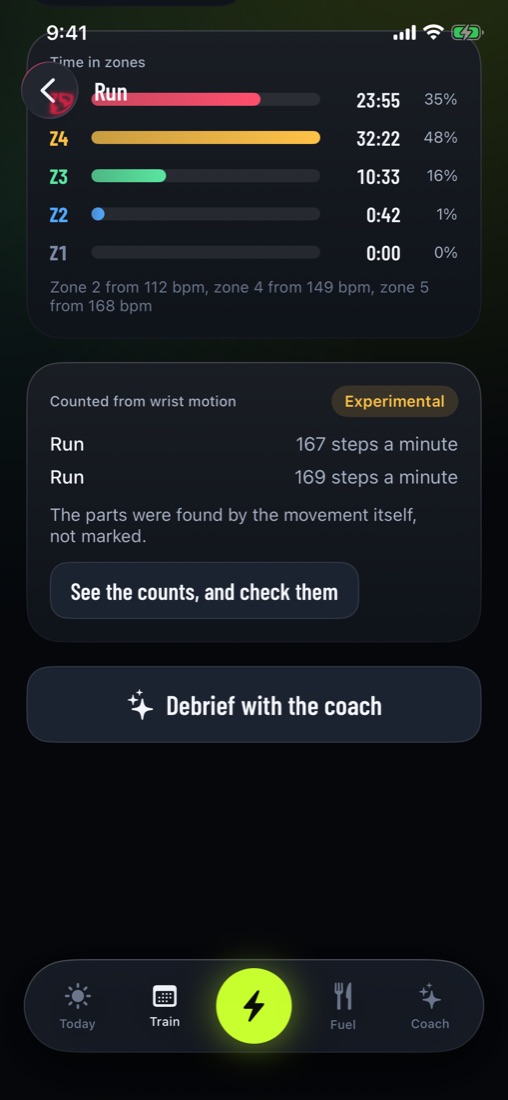 9:41
Time in zones
Run
23:55 35%
Z4 32:22 48%
Z3 10:33 16%
Z2 0:42 1%
Z1 0:00 0%
Zone 2 from 112 bpm, zone 4 from 149 bpm, zone 5
from 168 bpm
Counted from wrist motion Experimental
Run 167 steps a minute
Run 169 steps a minute
The parts were found by the movement itself,
not marked.
See the counts, and check them
Debrief with the coach
Today Train Fuel Coach